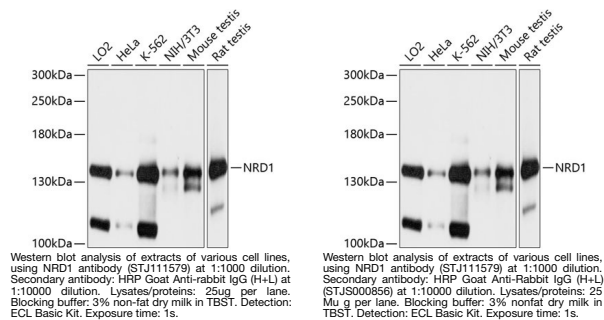 LO2 HeLa K-562 NIH/3T3 Mouse testis Rat testis
300kDa
250kDa
180kDa
NRD1
130kDa
100kDa
Western blot analysis of extracts of various cell lines,
using NRD1 antibody (STJ111579) at 1:1000 dilution.
Secondary antibody: HRP Goat Anti-rabbit IgG (H+L) at
1:10000 dilution. Lysates/proteins: 25ug per lane.
Blocking buffer: 3% non-fat dry milk in TBST. Detection:
ECL Basic Kit. Exposure time: 1s.
LO2 HeLa K-562 NIH/3T3 Mouse testis Rat testis
300kDa
250kDa
180kDa
NRD1
130kDa
100kDa
Western blot analysis of extracts of various cell lines,
using NRD1 antibody (STJ111579) at 1:1000 dilution.
Secondary antibody: HRP Goat Anti-Rabbit IgG (H+L)
(STJS000856) at 1:10000 dilution. Lysates/proteins: 25
Mu g per lane. Blocking buffer: 3% nonfat dry milk in
TBST. Detection: ECL Basic Kit. Exposure time: 1s.